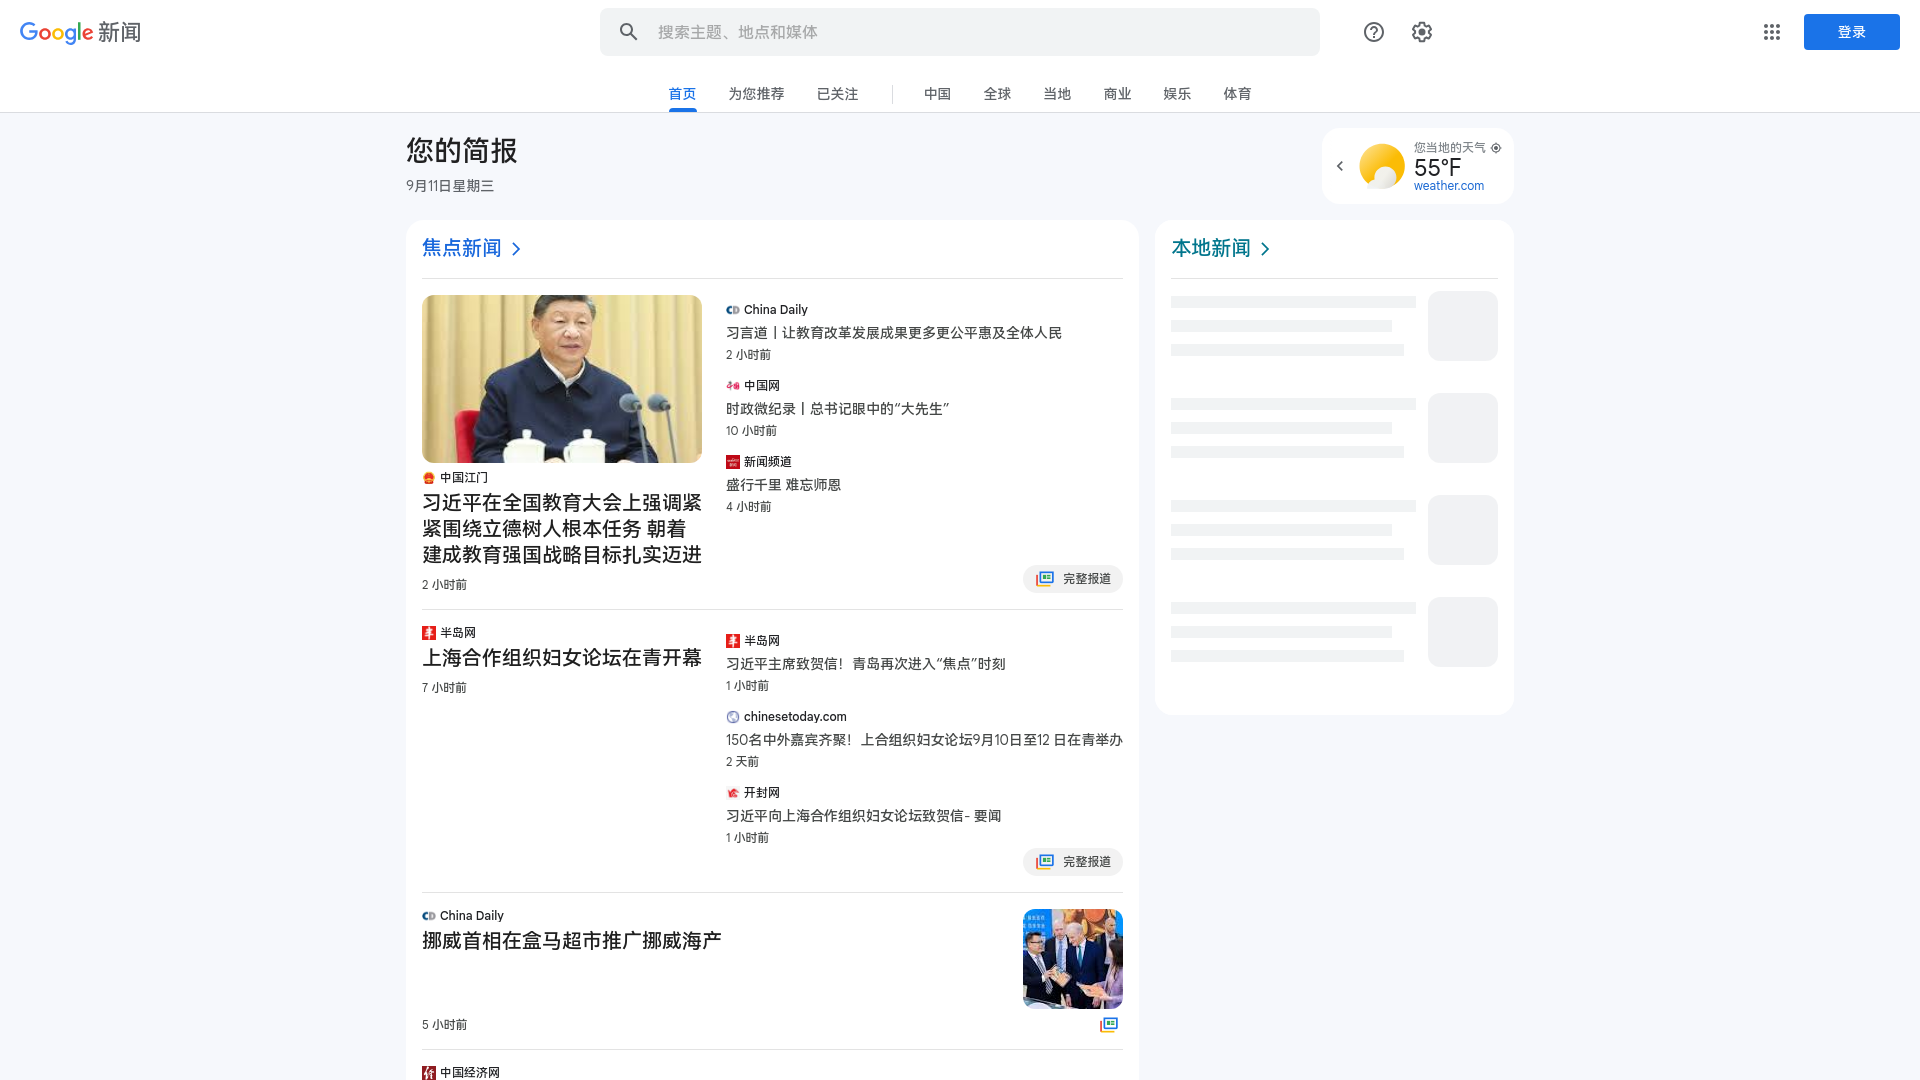 Google 新闻
搜索主题、地点和媒体
登录
首页
为您推荐
已关注
中国
全球
当地
商业
娱乐
体育
您的简报
9月11日星期三
您当地的天气
55°F
weather.com
焦点新闻
中国江门
习近平在全国教育大会上强调紧
紧围绕立德树人根本任务 朝着
建成教育强国战略目标扎实迈进
2 小时前
China Daily
习言道丨让教育改革发展成果更多更公平惠及全体人民
2 小时前
中国网
时政微纪录丨总书记眼中的“大先生”
10 小时前
新闻频道
盛行千里 难忘师恩
4 小时前
完整报道
半岛网
上海合作组织妇女论坛在青开幕
7 小时前
半岛网
习近平主席致贺信！青岛再次进入“焦点”时刻
1 小时前
chinesetoday.com
150名中外嘉宾齐聚！上合组织妇女论坛9月10日至12 日在青举办
2 天前
开封网
习近平向上海合作组织妇女论坛致贺信- 要闻
1 小时前
完整报道
China Daily
挪威首相在盒马超市推广挪威海产
5 小时前
中国经济网
本地新闻